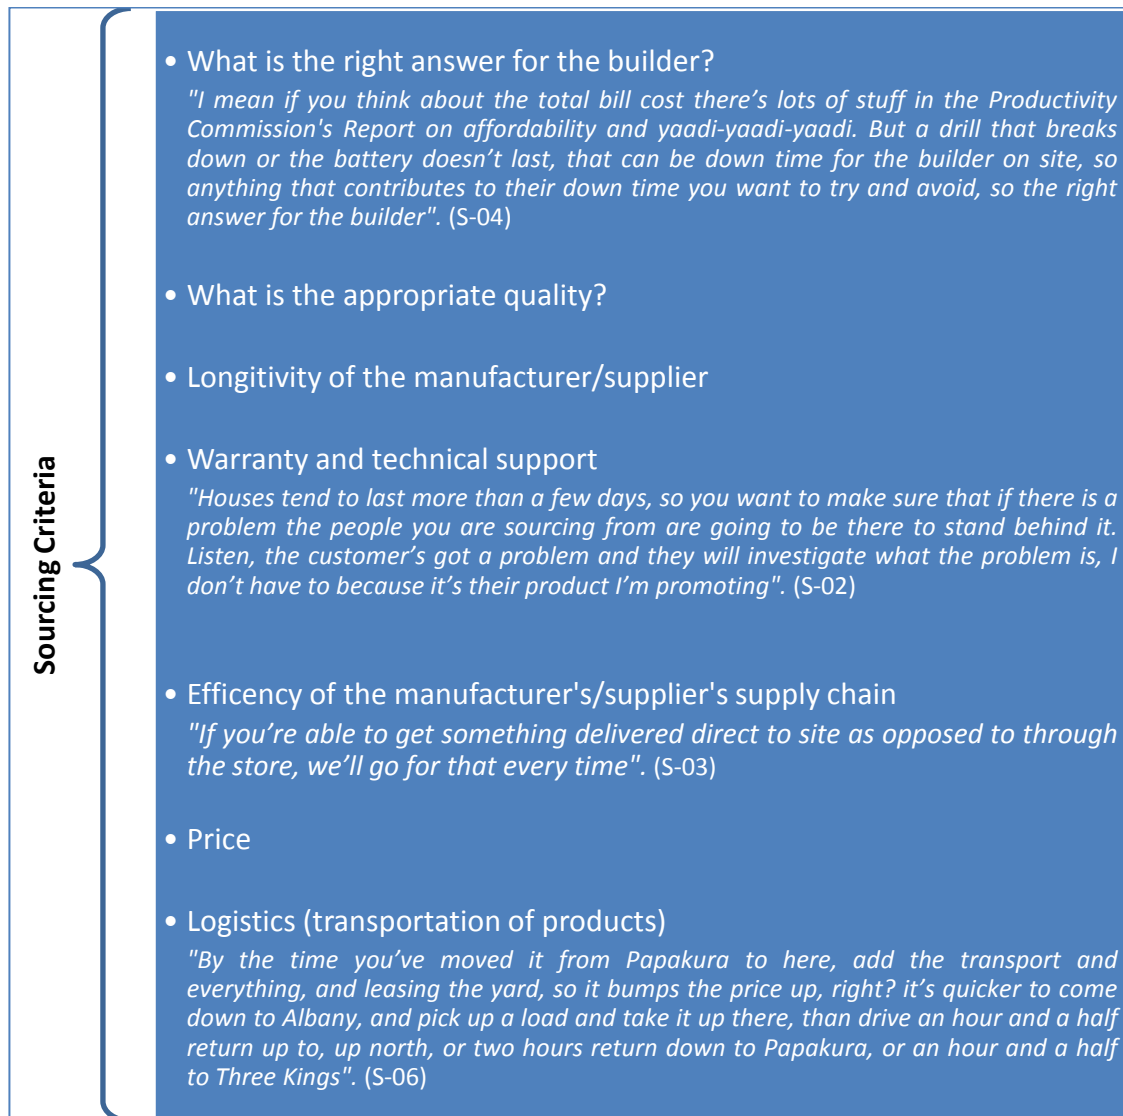 Sourcing Criteria
• What is the right answer for the builder?
"I mean if you think about the total bill cost there’s lots of stuff in the Productivity
Commission's Report on affordability and yaadi-yaadi-yaadi. But a drill that breaks
down or the battery doesn’t last, that can be down time for the builder on site, so
anything that contributes to their down time you want to try and avoid, so the right
answer for the builder". (S-04)
• What is the appropriate quality?
• Longitivity of the manufacturer/supplier
• Warranty and technical support
"Houses tend to last more than a few days, so you want to make sure that if there is a
problem the people you are sourcing from are going to be there to stand behind it.
Listen, the customer’s got a problem and they will investigate what the problem is, I
don’t have to because it’s their product I’m promoting". (S-02)
• Efficency of the manufacturer's/supplier's supply chain
"If you’re able to get something delivered direct to site as opposed to through
the store, we’ll go for that every time". (S-03)
• Price
• Logistics (transportation of products)
"By the time you’ve moved it from Papakura to here, add the transport and
everything, and leasing the yard, so it bumps the price up, right? it’s quicker to come
down to Albany, and pick up a load and take it up there, than drive an hour and a half
return up to, up north, or two hours return down to Papakura, or an hour and a half
to Three Kings". (S-06)